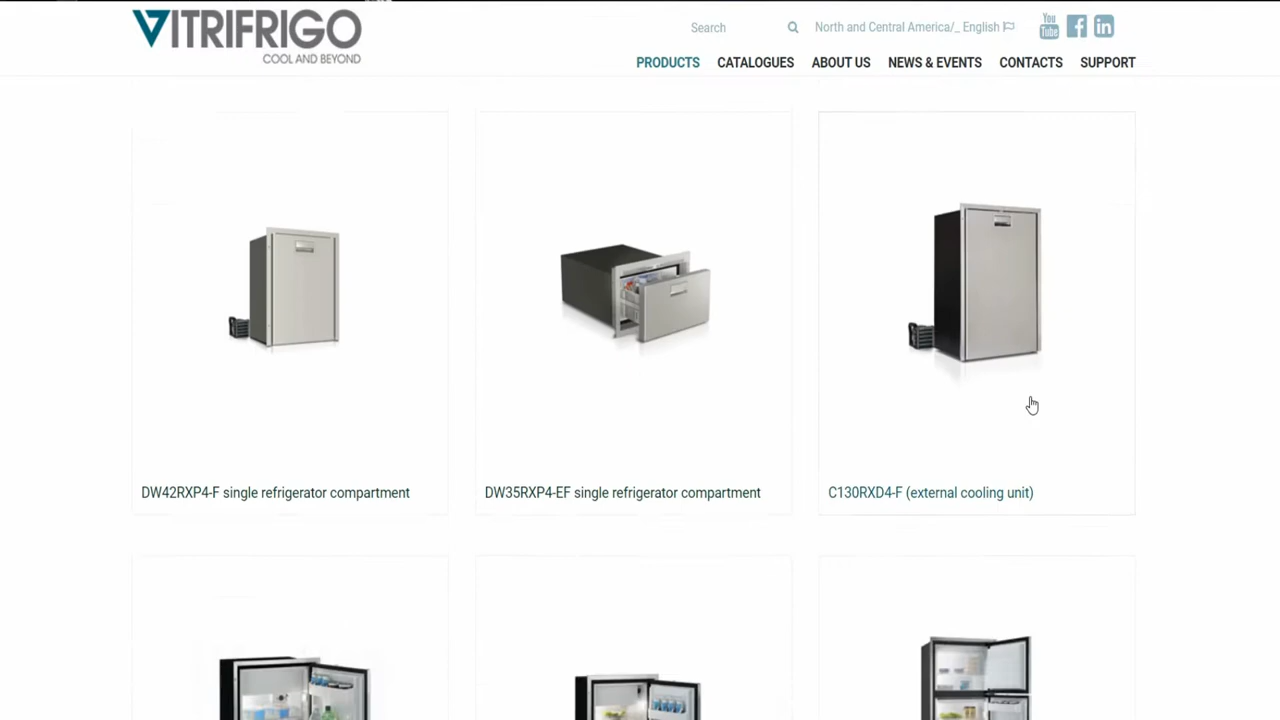 VITRIFRIGO
COOL AND BEYOND
Search
North and Central America/_ English
You
Tube
PRODUCTS
CATALOGUES
ABOUT US
NEWS & EVENTS
CONTACTS
SUPPORT
DW42RXP4-F single refrigerator compartment
DW35RXP4-EF single refrigerator compartment
C130RXD4-F (external cooling unit)